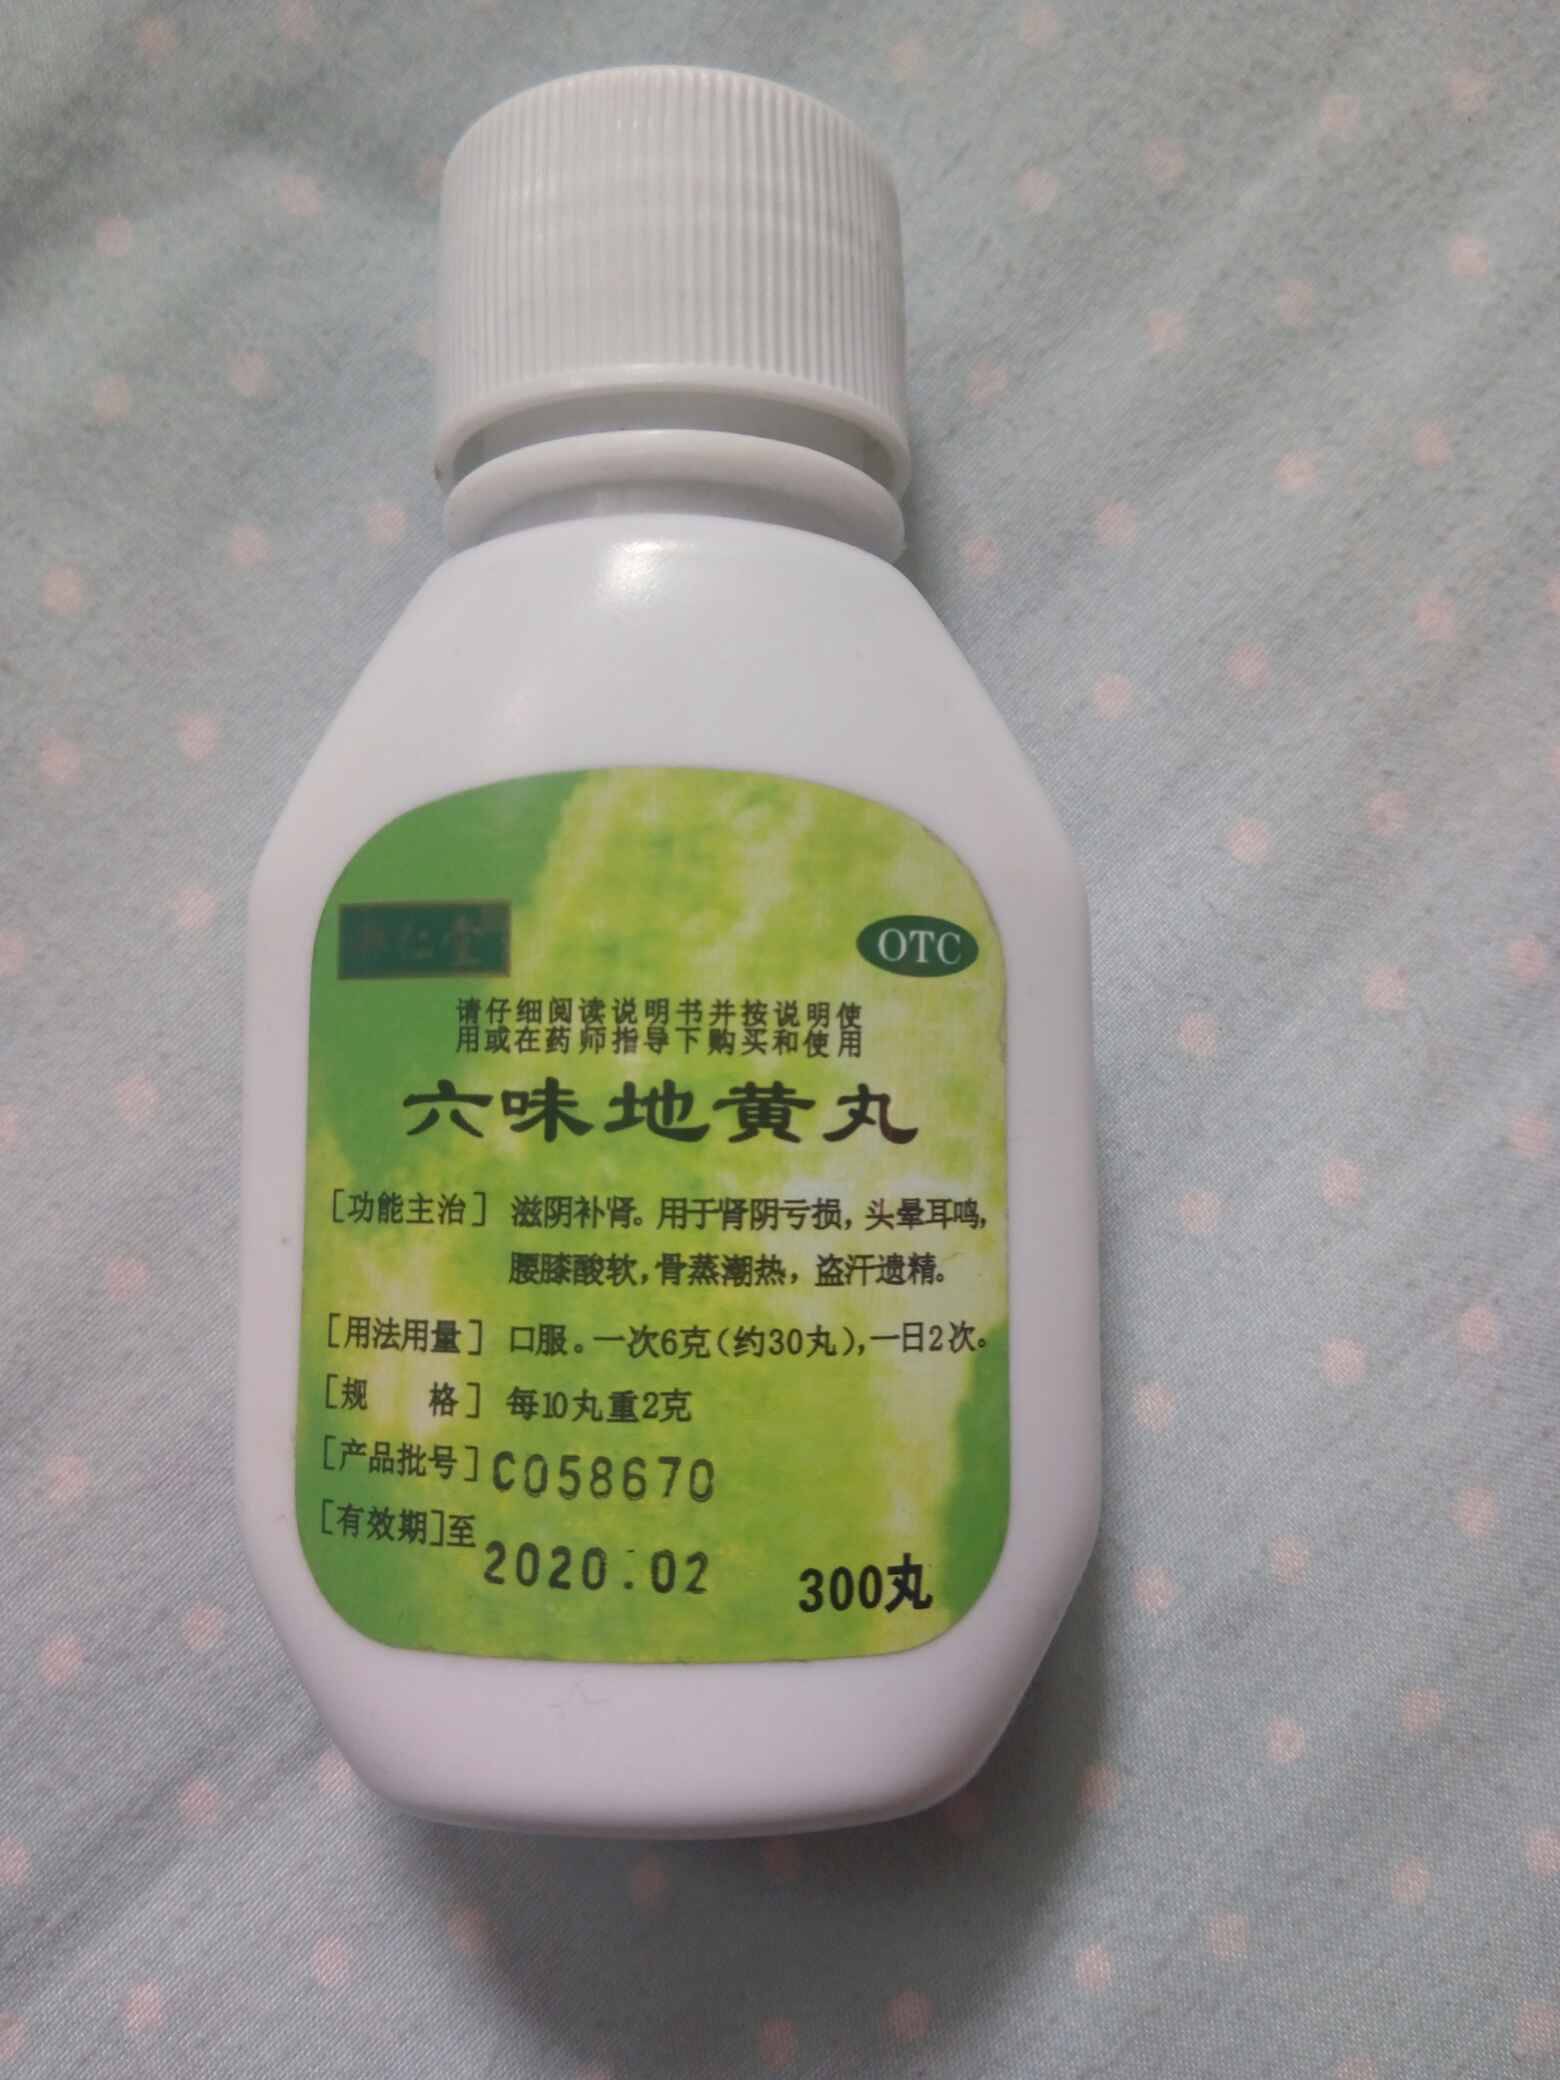 仁堂
OTC
请仔细阅读说明书并按说明使
用或在药师指导下购买和使用
六味地黄丸
[功能主治] 滋阴补肾。用于肾阴亏损，头晕耳鸣，
腰膝酸软，骨蒸潮热，盗汗遗精。
[用法用量] 口服。一次6克(约30丸)，一日2次。
[规 格] 每10丸重2克
[产品批号] C058670
[有效期]至 2020.02
300丸